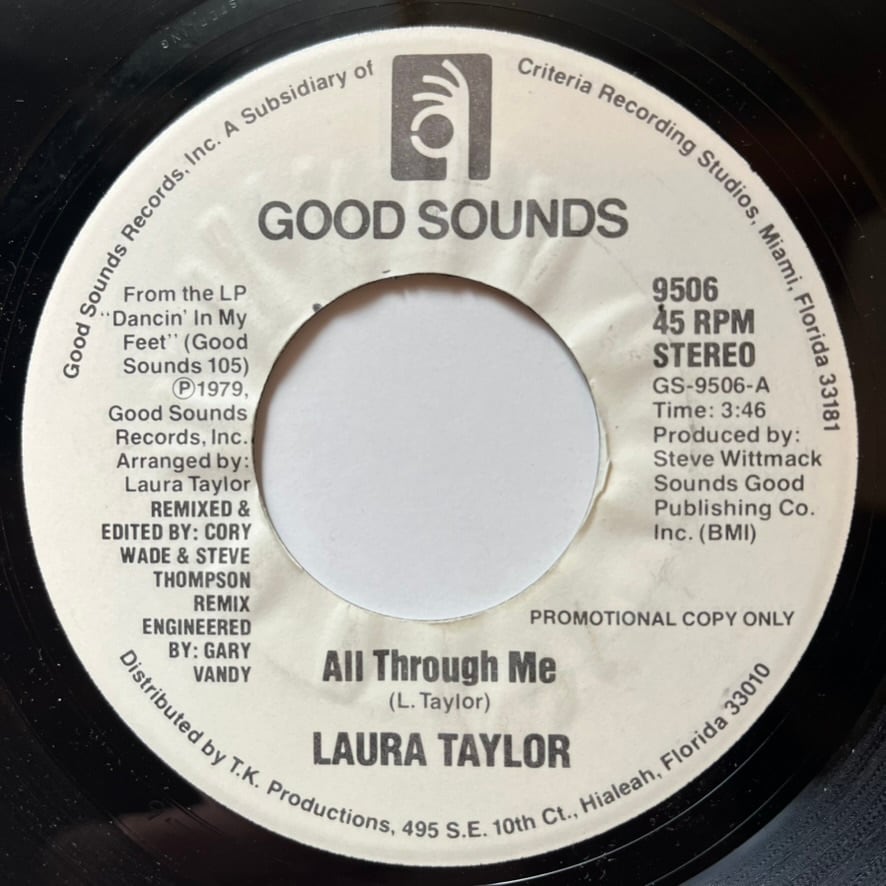 Good Sounds Records, Inc. A Subsidiary of Criteria Recording Studios, Miami, Florida 33181
GOOD SOUNDS
From the LP
"Dancin' In My
Feet" (Good
Sounds 105)
Ⓟ1979,
Good Sounds
Records, Inc.
Arranged by:
Laura Taylor
REMIXED &
EDITED BY: CORY
WADE & STEVE
THOMPSON
REMIX
ENGINEERED
BY: GARY
VANDY
9506
45 RPM
STEREO
GS-9506-A
Time: 3:46
Produced by:
Steve Wittmack
Sounds Good
Publishing Co.
Inc. (BMI)
PROMOTIONAL COPY ONLY
All Through Me
(L. Taylor)
LAURA TAYLOR
Distributed by T.K. Productions, 495 S.E. 10th Ct., Hialeah, Florida 33010